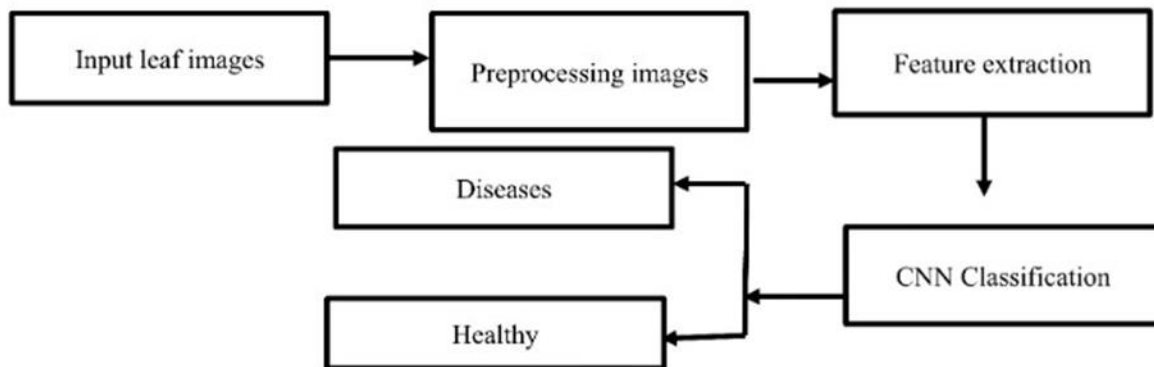 Input leaf images
Preprocessing images
Feature extraction
Diseases
CNN Classification
Healthy